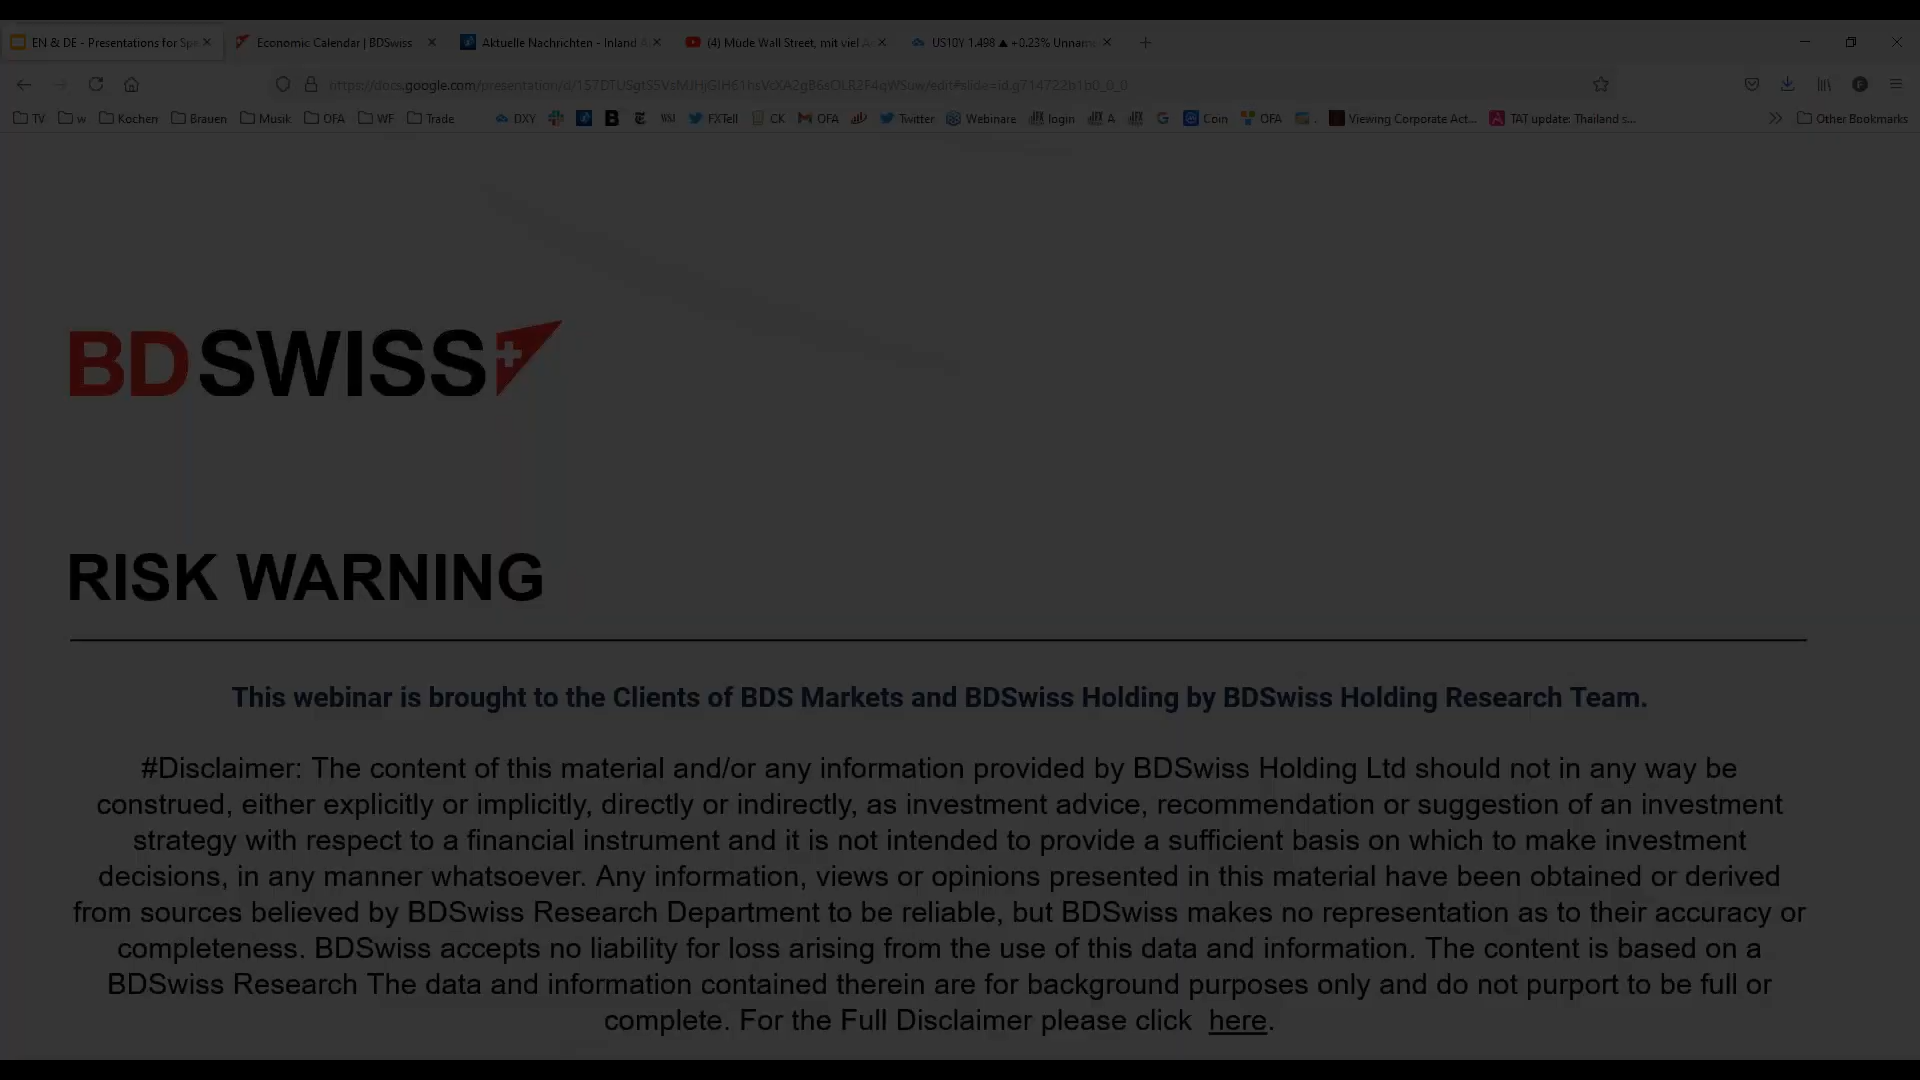 EN & DE - Presentations for Spe
Economic Calendar | BDSwiss
Aktuelle Nachrichten - Inland A
(4) Müde Wall Street, mit viel A
US10Y 1.498 ▲ +0.23% Unnam
google.com
TV w Kochen Brauen Musik OFA WF Trade DXY FXTell CK OFA Twitter Webinare login A Coin OFA . Viewing Corporate Act... TAT update: Thailand s... Other Bookmarks
BDSWISS
RISK WARNING
This webinar is brought to the Clients of BDS Markets and BDSwiss Holding by BDSwiss Holding Research Team.
#Disclaimer: The content of this material and/or any information provided by BDSwiss Holding Ltd should not in any way be
construed, either explicitly or implicitly, directly or indirectly, as investment advice, recommendation or suggestion of an investment
strategy with respect to a financial instrument and it is not intended to provide a sufficient basis on which to make investment
decisions, in any manner whatsoever. Any information, views or opinions presented in this material have been obtained or derived
from sources believed by BDSwiss Research Department to be reliable, but BDSwiss makes no representation as to their accuracy or
completeness. BDSwiss accepts no liability for loss arising from the use of this data and information. The content is based on a
BDSwiss Research The data and information contained therein are for background purposes only and do not purport to be full or
complete. For the Full Disclaimer please click here.